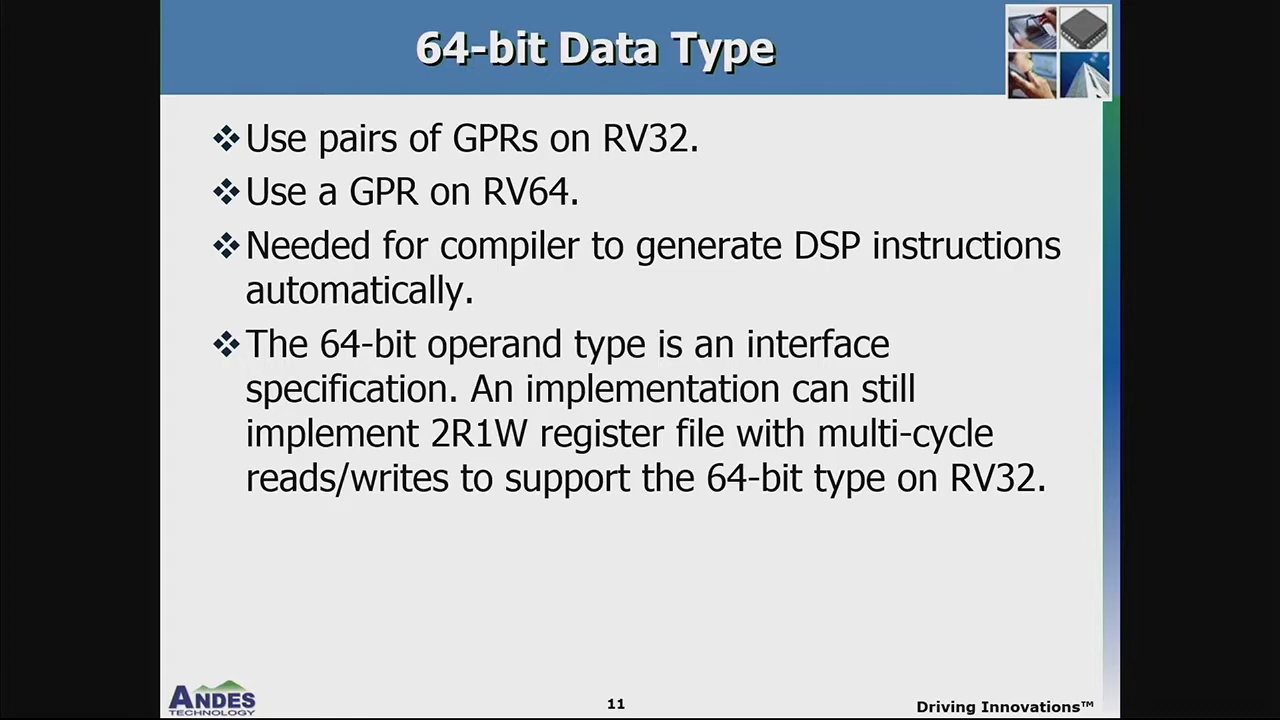 64-bit Data Type
❖Use pairs of GPRs on RV32.
❖Use a GPR on RV64.
❖Needed for compiler to generate DSP instructions
automatically.
❖The 64-bit operand type is an interface
specification. An implementation can still
implement 2R1W register file with multi-cycle
reads/writes to support the 64-bit type on RV32.
ANDES
TECHNOLOGY
11
Driving Innovations™